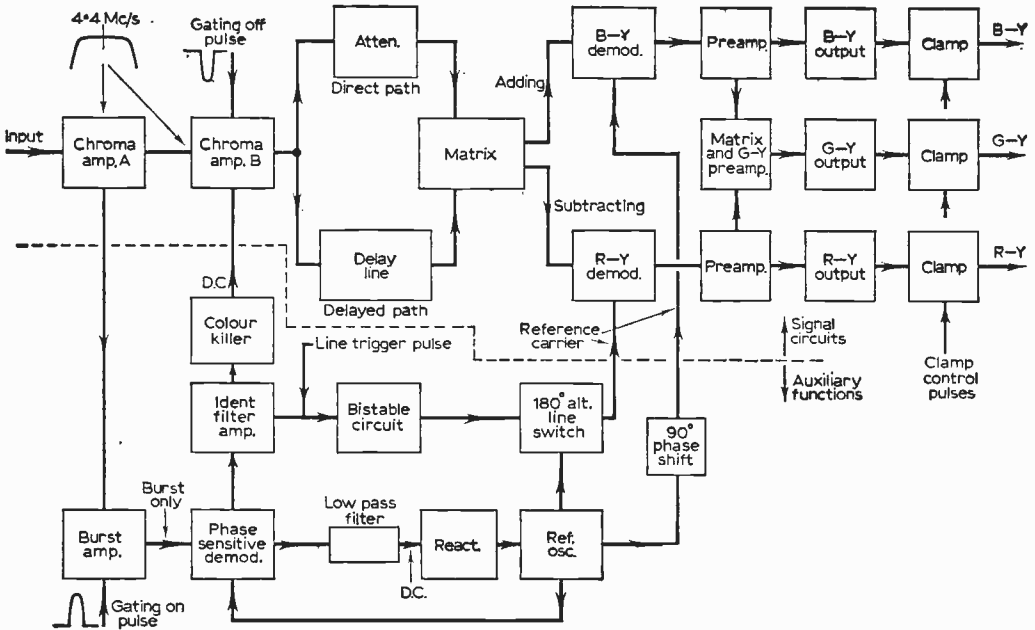 4·4 Mc/s
Gating off
pulse
Input
Chroma
amp. A
Chroma
amp. B
Atten.
Direct path
Delay
line
Delayed path
Matrix
Adding
Subtracting
B-Y
demod.
R-Y
demod.
Preamp.
B-Y
output
Clamp
B-Y
Matrix
and G-Y
preamp.
G-Y
output
Clamp
G-Y
Preamp.
R-Y
output
Clamp
R-Y
D.C.
Colour
killer
Line trigger pulse
Reference
carrier
Signal
circuits
Auxiliary
functions
Clamp
control
pulses
Ident
filter
amp.
Bistable
circuit
180° alt.
line
switch
90°
phase
shift
Burst
only
Burst
amp.
Phase
sensitive
demod.
Low pass
filter
D.C.
React.
Ref.
osc.
Gating on
pulse